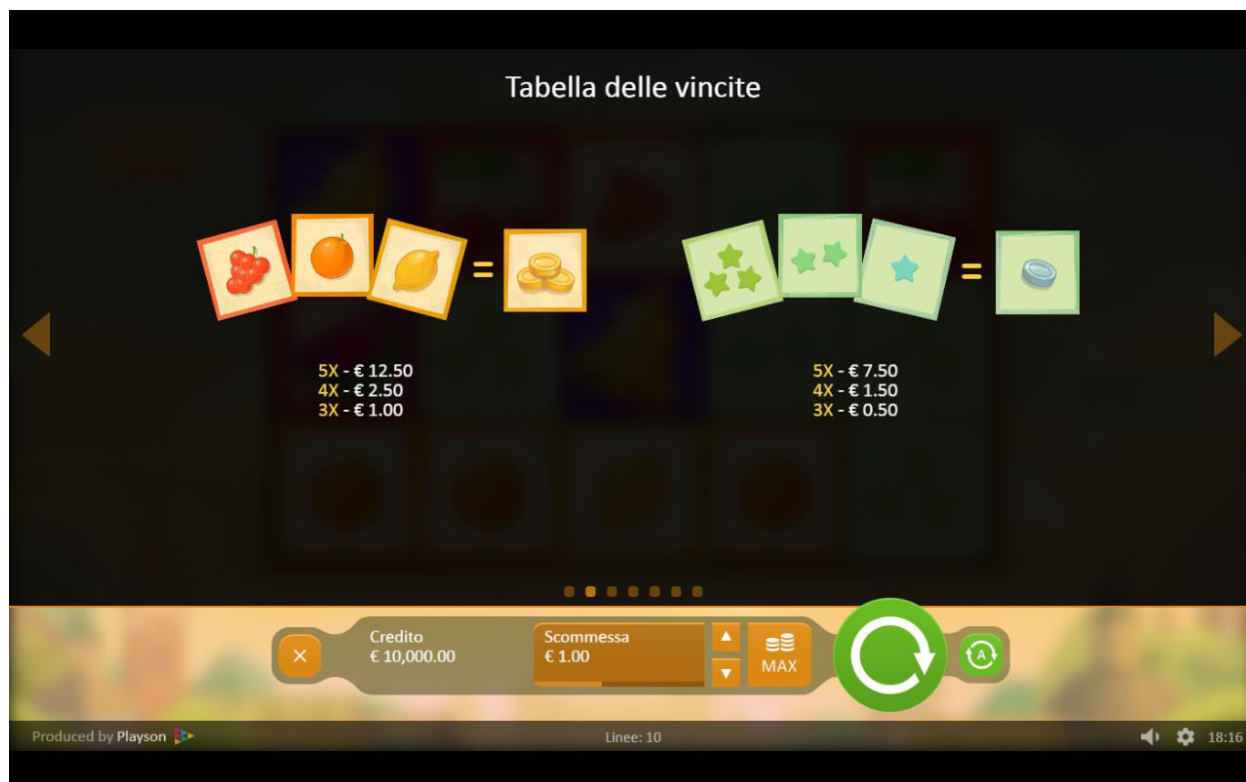 Tabella delle vincite
=
=
5X - € 12.50
4X - € 2.50
3X - € 1.00
5X - € 7.50
4X - € 1.50
3X - € 0.50
Credito
€ 10,000.00
Scommessa
€ 1.00
MAX
A
Produced by Playson
Linee: 10
18:16